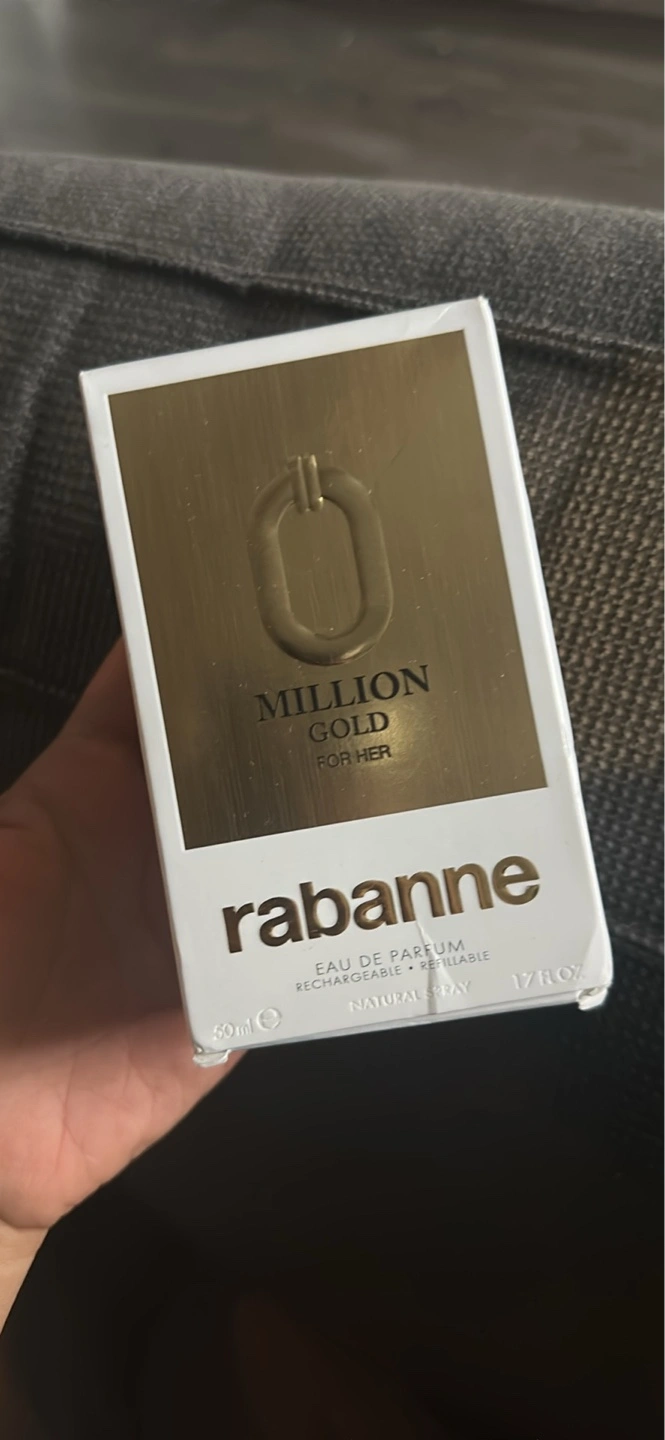 MILLION
GOLD
FOR HER
rabanne
EAU DE PARFUM
RECHARGEABLE • REFILLABLE
NATURAL SPRAY
50 ml ℮
1.7 FL.OZ.